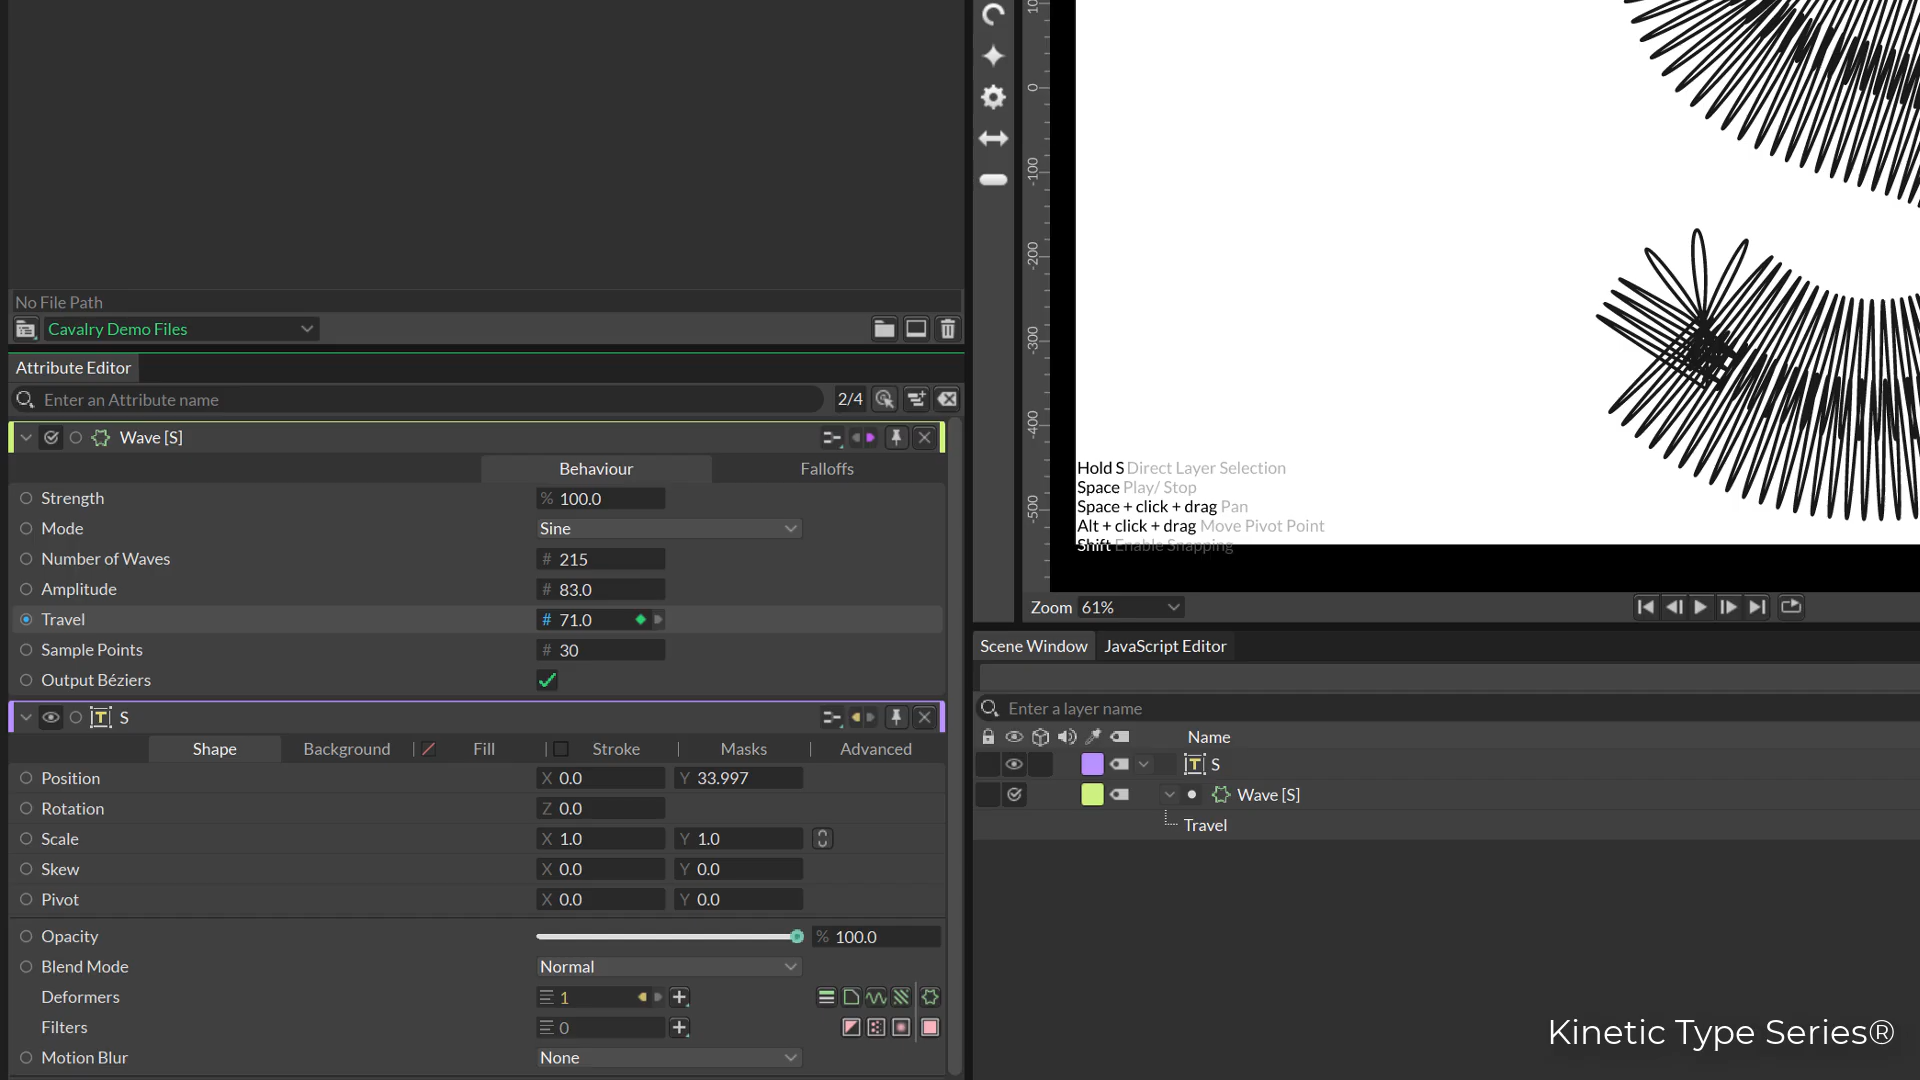 No File Path
Cavalry Demo Files
Attribute Editor
Enter an Attribute name
2/4
Wave [S]
Behaviour
Falloffs
Strength % 100.0
Mode Sine
Number of Waves # 215
Amplitude # 83.0
Travel # 71.0
Sample Points # 30
Output Béziers
S
Shape Background Fill Stroke Masks Advanced
Position X 0.0 Y 33.997
Rotation Z 0.0
Scale X 1.0 Y 1.0
Skew X 0.0 Y 0.0
Pivot X 0.0 Y 0.0
Opacity % 100.0
Blend Mode Normal
Deformers 1
Filters 0
Motion Blur None
0
-100
-200
-300
-400
-500
Hold S Direct Layer Selection
Space Play/ Stop
Space + click + drag Pan
Alt + click + drag Move Pivot Point
Shift Enable Snapping
Zoom 61%
Scene Window JavaScript Editor
Enter a layer name
Name
S
Wave [S]
Travel
Kinetic Type Series®